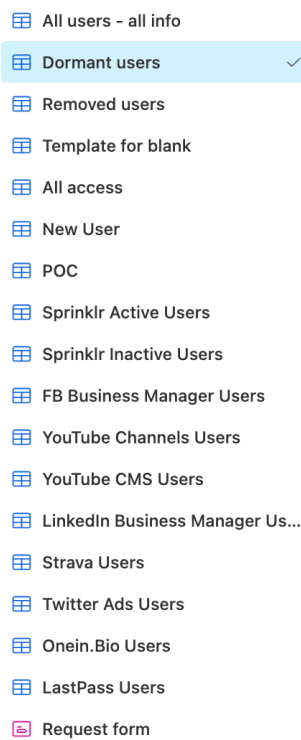 All users - all info
Dormant users
Removed users
Template for blank
All access
New User
POC
Sprinklr Active Users
Sprinklr Inactive Users
FB Business Manager Users
YouTube Channels Users
YouTube CMS Users
LinkedIn Business Manager Us...
Strava Users
Twitter Ads Users
Onein.Bio Users
LastPass Users
Request form